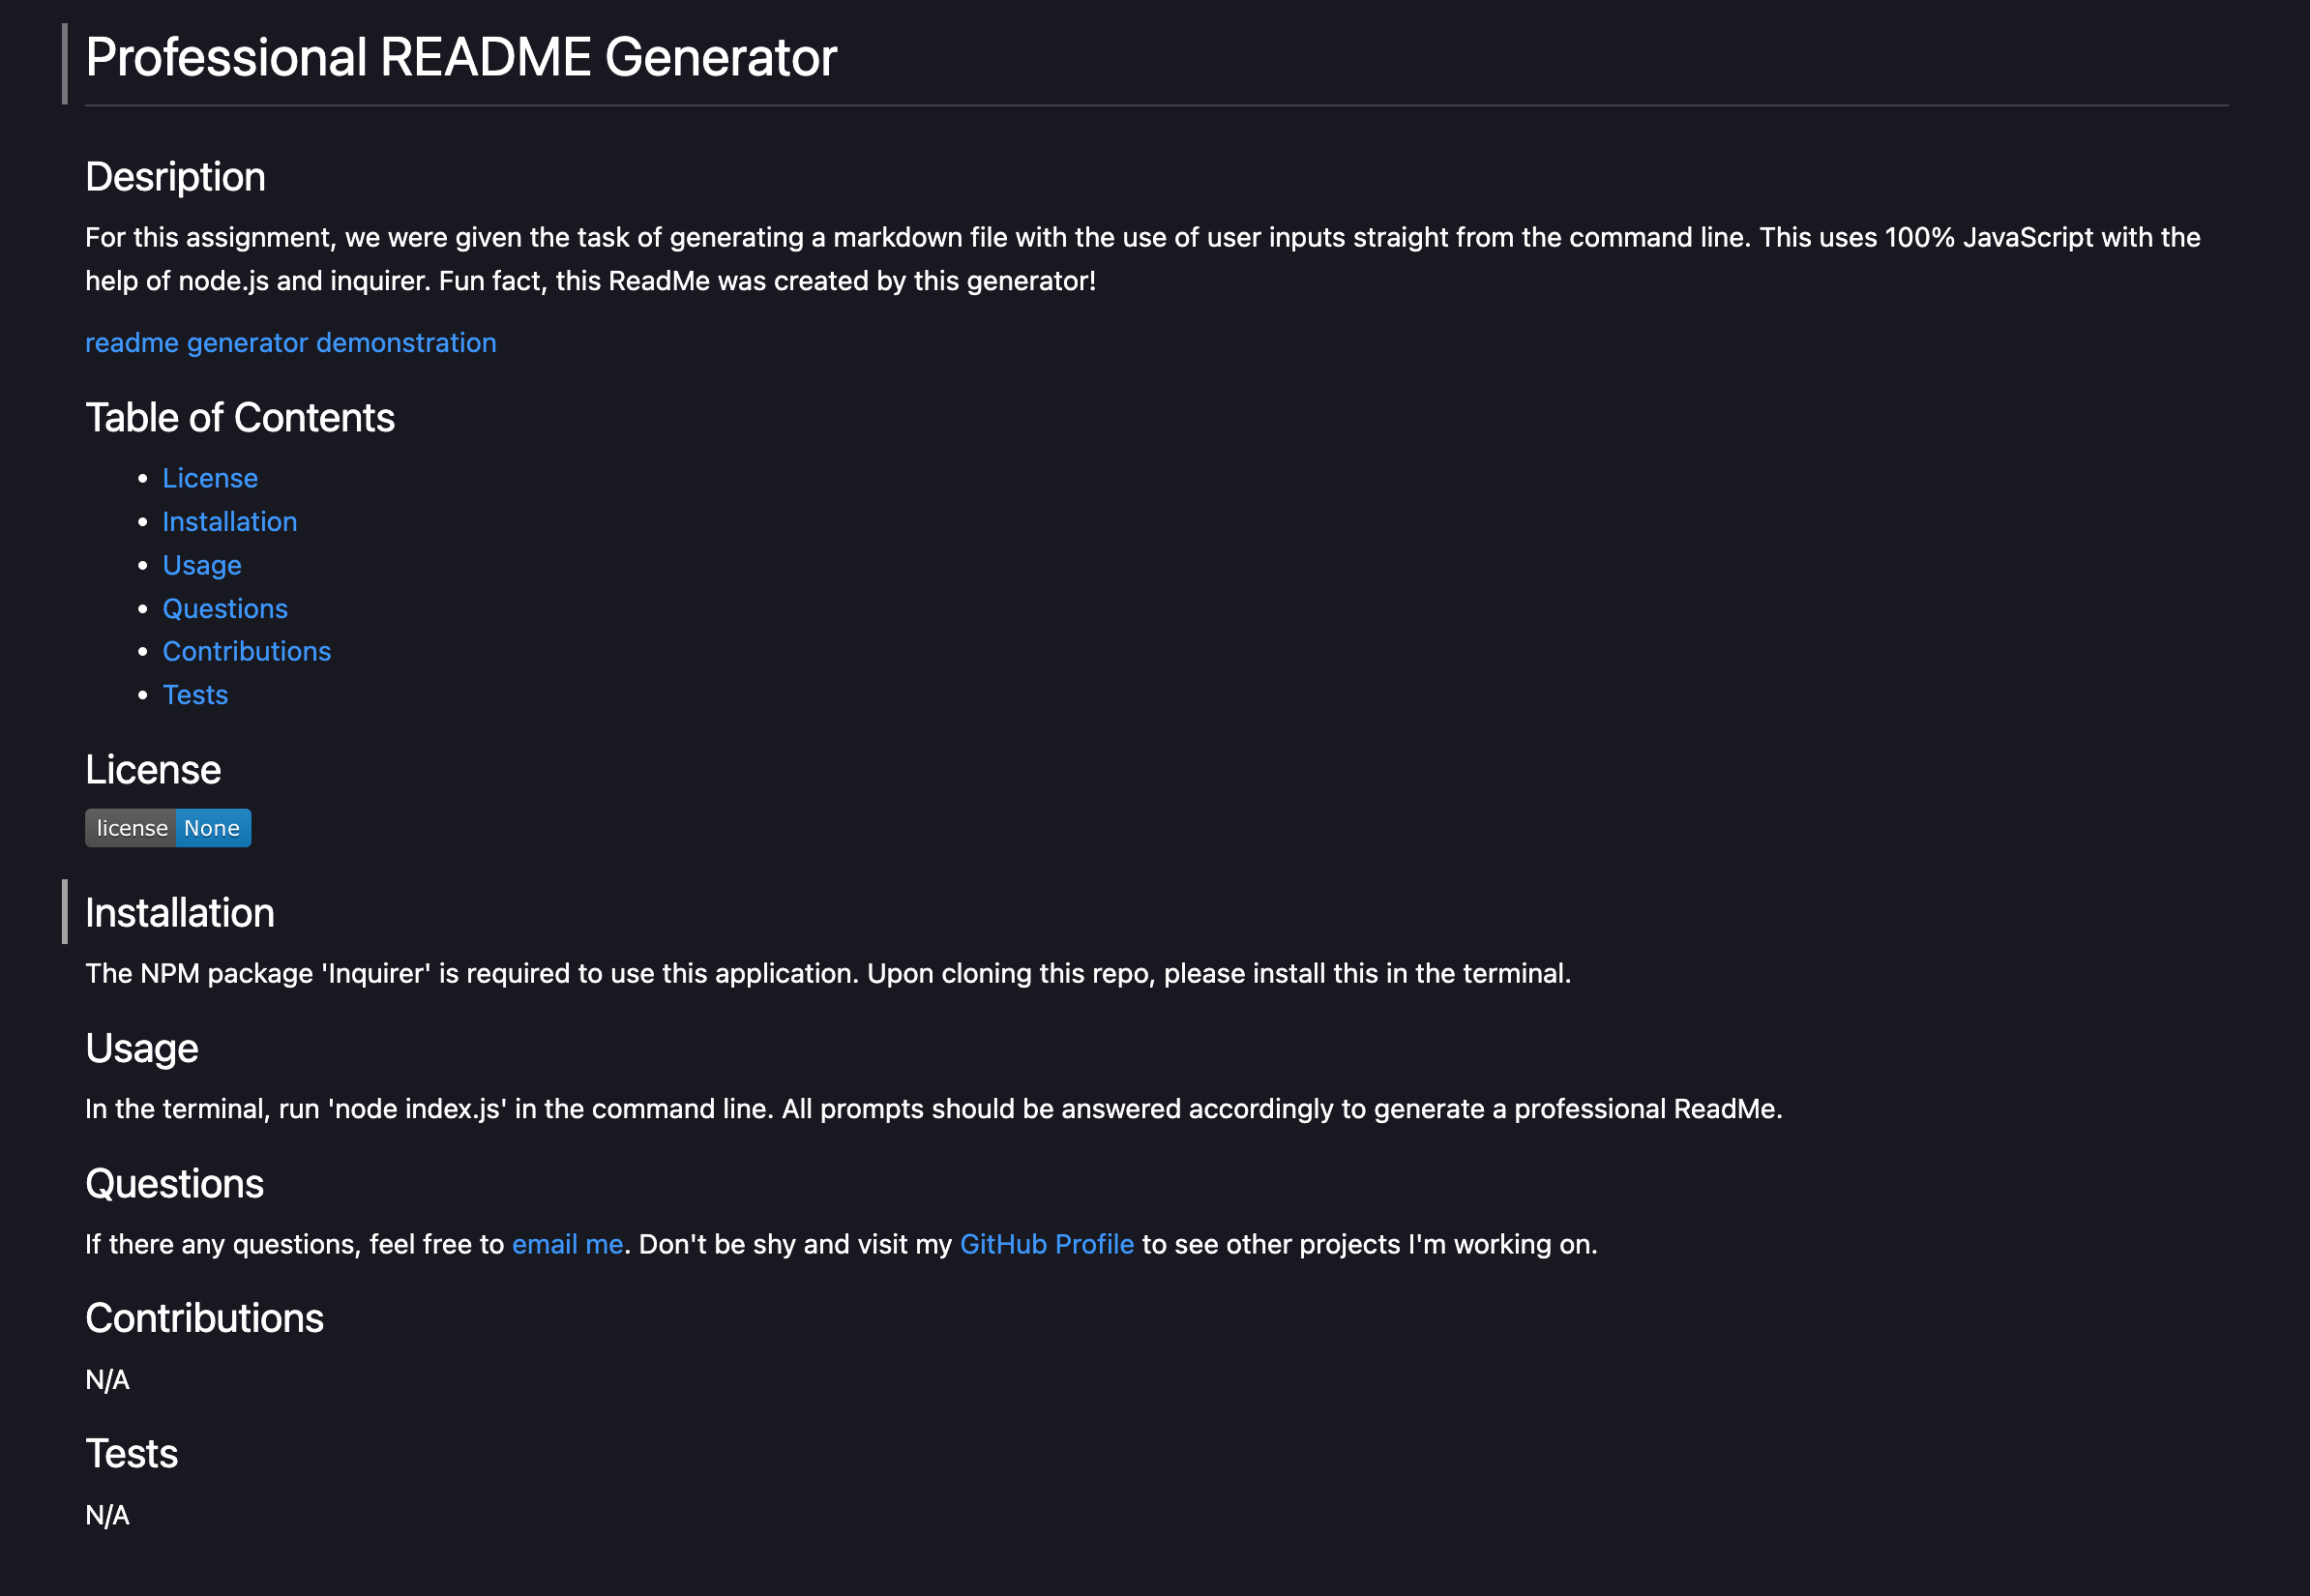 Professional README Generator
Desription
For this assignment, we were given the task of generating a markdown file with the use of user inputs straight from the command line. This uses 100% JavaScript with the
help of node.js and inquirer. Fun fact, this ReadMe was created by this generator!
readme generator demonstration
Table of Contents
License
Installation
Usage
Questions
Contributions
Tests
License
license None
Installation
The NPM package 'Inquirer' is required to use this application. Upon cloning this repo, please install this in the terminal.
Usage
In the terminal, run 'node index.js' in the command line. All prompts should be answered accordingly to generate a professional ReadMe.
Questions
If there any questions, feel free to email me. Don't be shy and visit my GitHub Profile to see other projects I'm working on.
Contributions
N/A
Tests
N/A